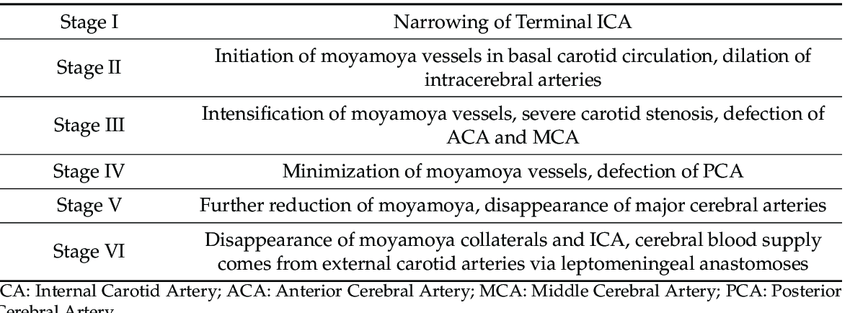 Stage I Narrowing of Terminal ICA
Initiation of moyamoya vessels in basal carotid circulation, dilation of
Stage II
intracerebral arteries
Intensification of moyamoya vessels, severe carotid stenosis, defection of
Stage III
ACA and MCA
Stage IV Minimization of moyamoya vessels, defection of PCA
Stage V Further reduction of moyamoya, disappearance of major cerebral arteries
Disappearance of moyamoya collaterals and ICA, cerebral blood supply
Stage VI
comes from external carotid arteries via leptomeningeal anastomoses
CA: Internal Carotid Artery; ACA: Anterior Cerebral Artery; MCA: Middle Cerebral Artery; PCA: Posterior
Cerebral Artery